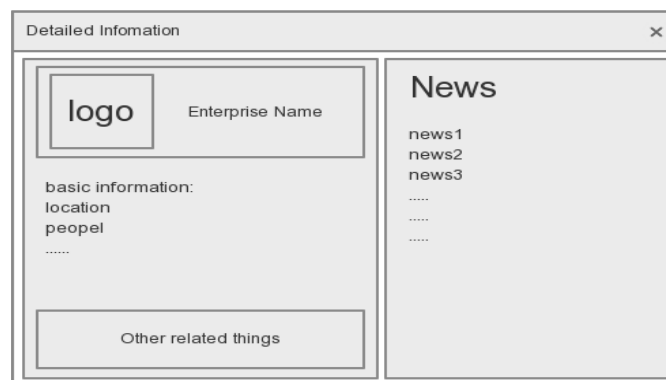 Detailed Infomation ×
logo
Enterprise Name
basic information:
location
peopel
......
Other related things
News
news1
news2
news3
.....
.....
.....